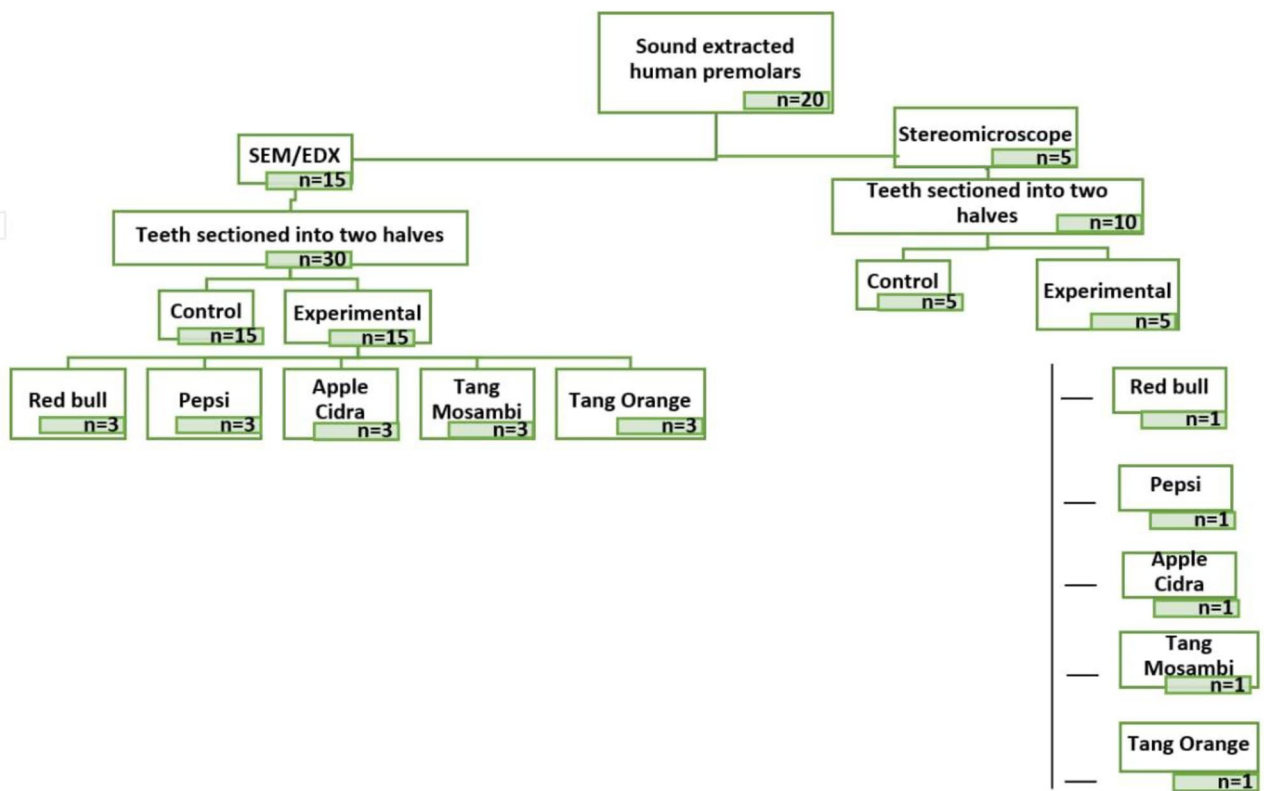 Sound extracted
human premolars
n=20
SEM/EDX
n=15
Teeth sectioned into two halves
n=30
Control
n=15
Experimental
n=15
Red bull
n=3
Pepsi
n=3
Apple
Cidra
n=3
Tang
Mosambi
n=3
Tang Orange
n=3
Stereomicroscope
n=5
Teeth sectioned into two
halves
n=10
Control
n=5
Experimental
n=5
Red bull
n=1
Pepsi
n=1
Apple
Cidra
n=1
Tang
Mosambi
n=1
Tang Orange
n=1